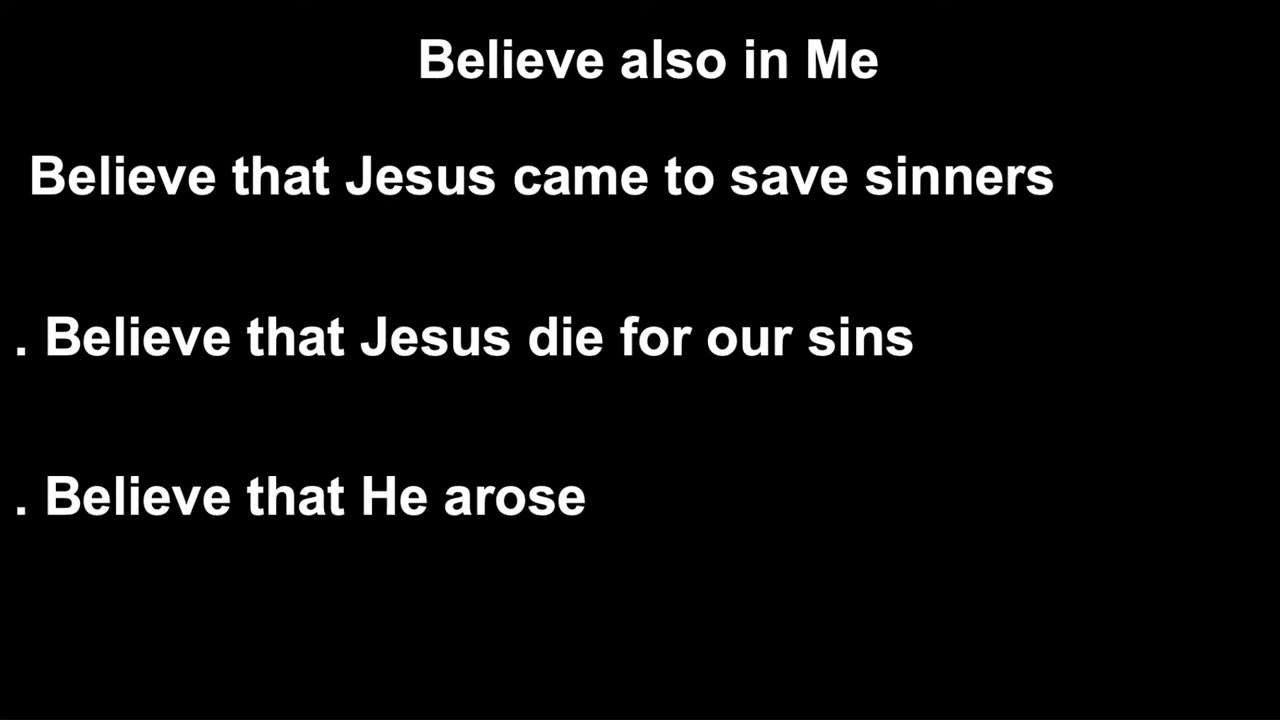 Believe also in Me
Believe that Jesus came to save sinners
. Believe that Jesus die for our sins
. Believe that He arose